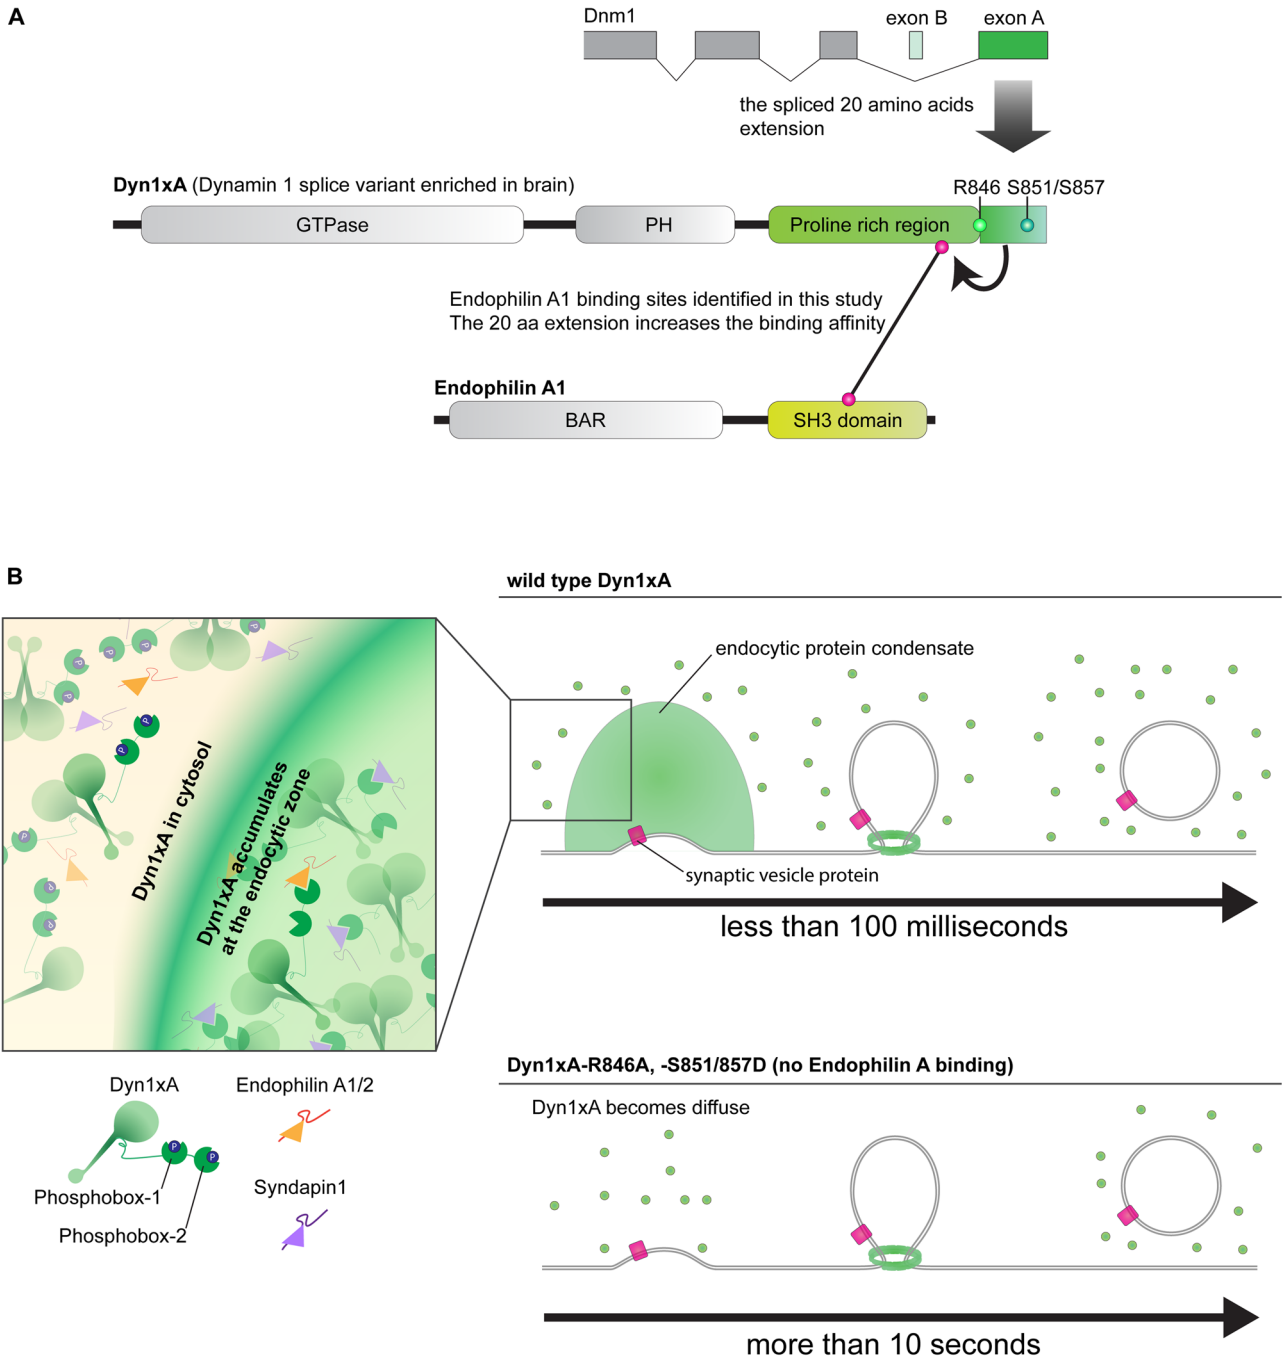 A
Dnm1
exon B
exon A
the spliced 20 amino acids
extension
Dyn1xA (Dynamin 1 splice variant enriched in brain)
R846 S851/S857
GTPase
PH
Proline rich region
Endophilin A1 binding sites identified in this study
The 20 aa extension increases the binding affinity
Endophilin A1
BAR
SH3 domain
B
wild type Dyn1xA
endocytic protein condensate
synaptic vesicle protein
less than 100 milliseconds
P
P
P
P
P
P
P
P
P
P
Dyn1xA in cytosol
Dyn1xA accumulates
at the endocytic zone
Dyn1xA
Endophilin A1/2
P
P
Phosphobox-1
Phosphobox-2
Syndapin1
Dyn1xA-R846A, -S851/857D (no Endophilin A binding)
Dyn1xA becomes diffuse
more than 10 seconds